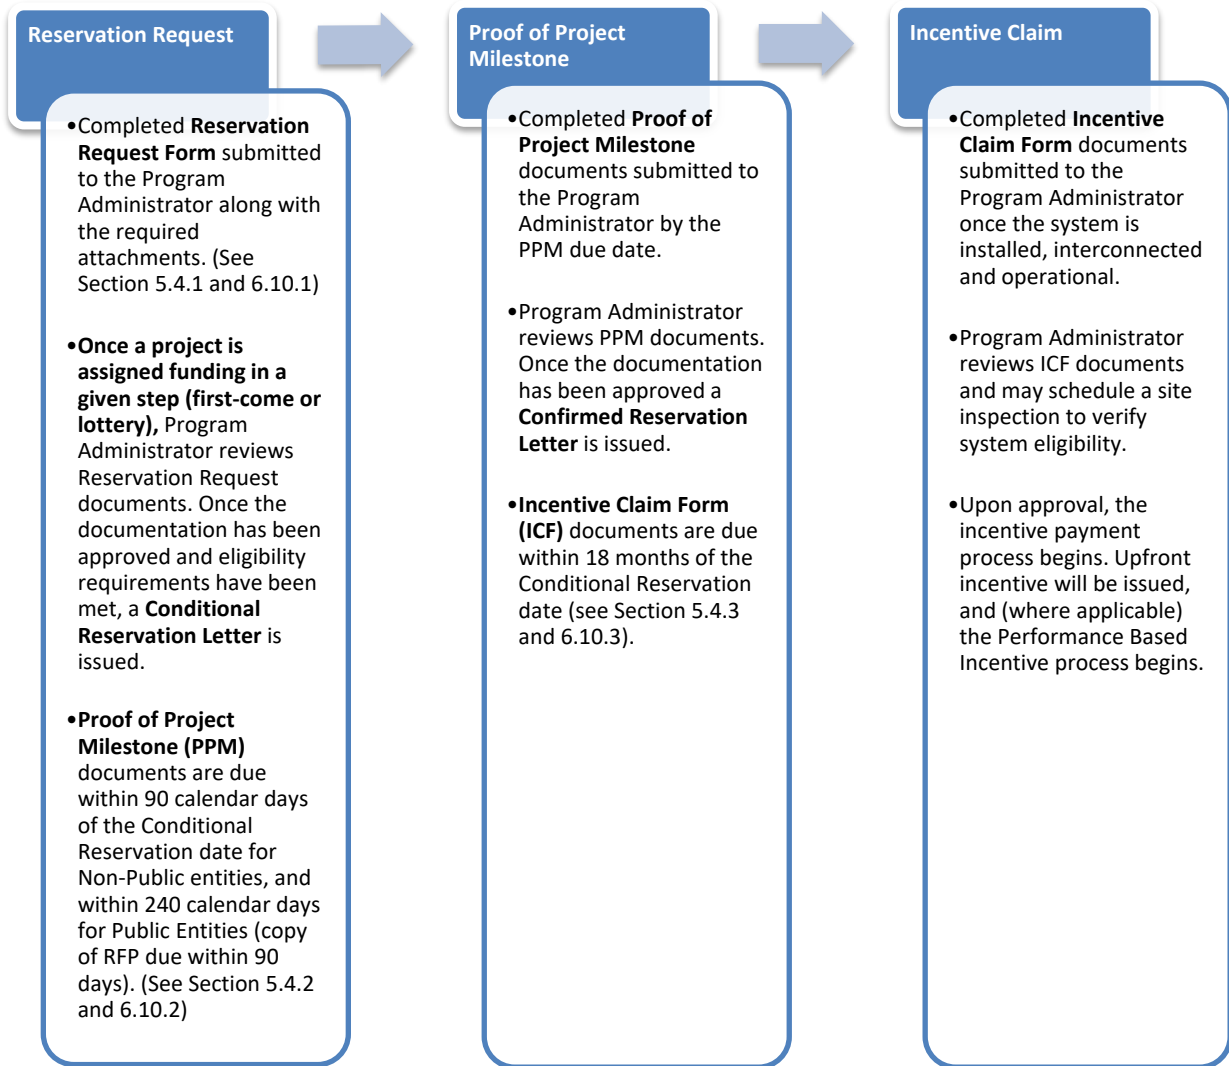 Reservation Request
•Completed Reservation
Request Form submitted
to the Program
Administrator along with
the required
attachments. (See
Section 5.4.1 and 6.10.1)
•Once a project is
assigned funding in a
given step (first-come or
lottery), Program
Administrator reviews
Reservation Request
documents. Once the
documentation has been
approved and eligibility
requirements have been
met, a Conditional
Reservation Letter is
issued.
•Proof of Project
Milestone (PPM)
documents are due
within 90 calendar days
of the Conditional
Reservation date for
Non-Public entities, and
within 240 calendar days
for Public Entities (copy
of RFP due within 90
days). (See Section 5.4.2
and 6.10.2)
Proof of Project
Milestone
•Completed Proof of
Project Milestone
documents submitted to
the Program
Administrator by the
PPM due date.
•Program Administrator
reviews PPM documents.
Once the documentation
has been approved a
Confirmed Reservation
Letter is issued.
•Incentive Claim Form
(ICF) documents are due
within 18 months of the
Conditional Reservation
date (see Section 5.4.3
and 6.10.3).
Incentive Claim
•Completed Incentive
Claim Form documents
submitted to the
Program Administrator
once the system is
installed, interconnected
and operational.
•Program Administrator
reviews ICF documents
and may schedule a site
inspection to verify
system eligibility.
•Upon approval, the
incentive payment
process begins. Upfront
incentive will be issued,
and (where applicable)
the Performance Based
Incentive process begins.